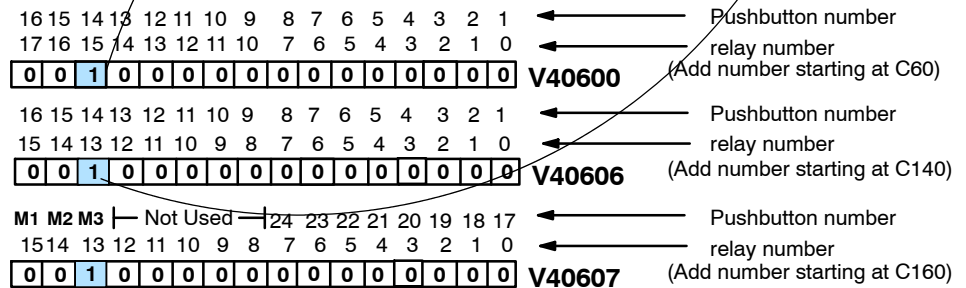 16 15 14 13 12 11 10 9 8 7 6 5 4 3 2 1 Pushbutton number
17 16 15 14 13 12 11 10 7 6 5 4 3 2 1 0 relay number
(Add number starting at C60)
0 0 1 0 0 0 0 0 0 0 0 0 0 0 0 0 V40600
16 15 14 13 12 11 10 9 8 7 6 5 4 3 2 1 Pushbutton number
15 14 13 12 11 10 9 8 7 6 5 4 3 2 1 0 relay number
(Add number starting at C140)
0 0 1 0 0 0 0 0 0 0 0 0 0 0 0 0 V40606
M1 M2 M3 Not Used 24 23 22 21 20 19 18 17 Pushbutton number
15 14 13 12 11 10 9 8 7 6 5 4 3 2 1 0 relay number
(Add number starting at C160)
0 0 1 0 0 0 0 0 0 0 0 0 0 0 0 0 V40607